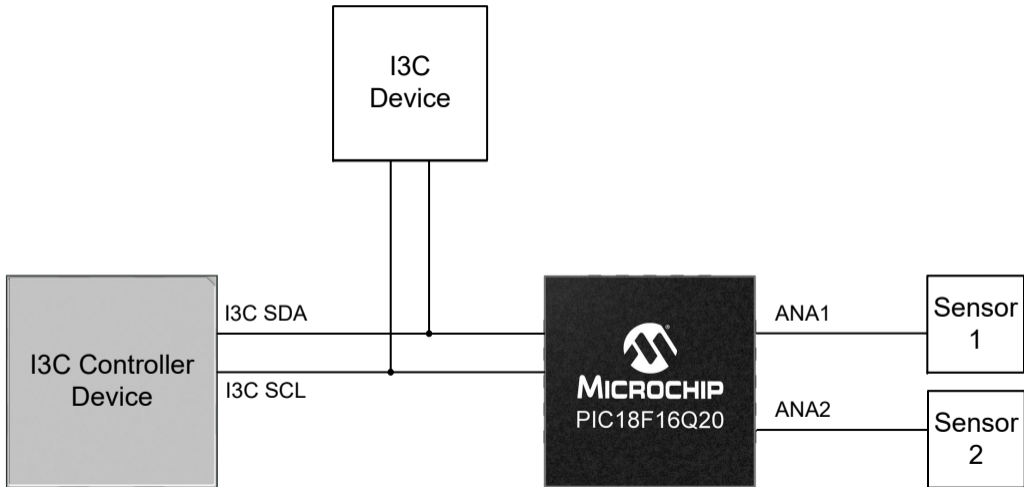 I3C
Device
I3C SDA
I3C Controller
Device
I3C SCL
MICROCHIP
PIC18F16Q20
ANA1
ANA2
Sensor
1
Sensor
2